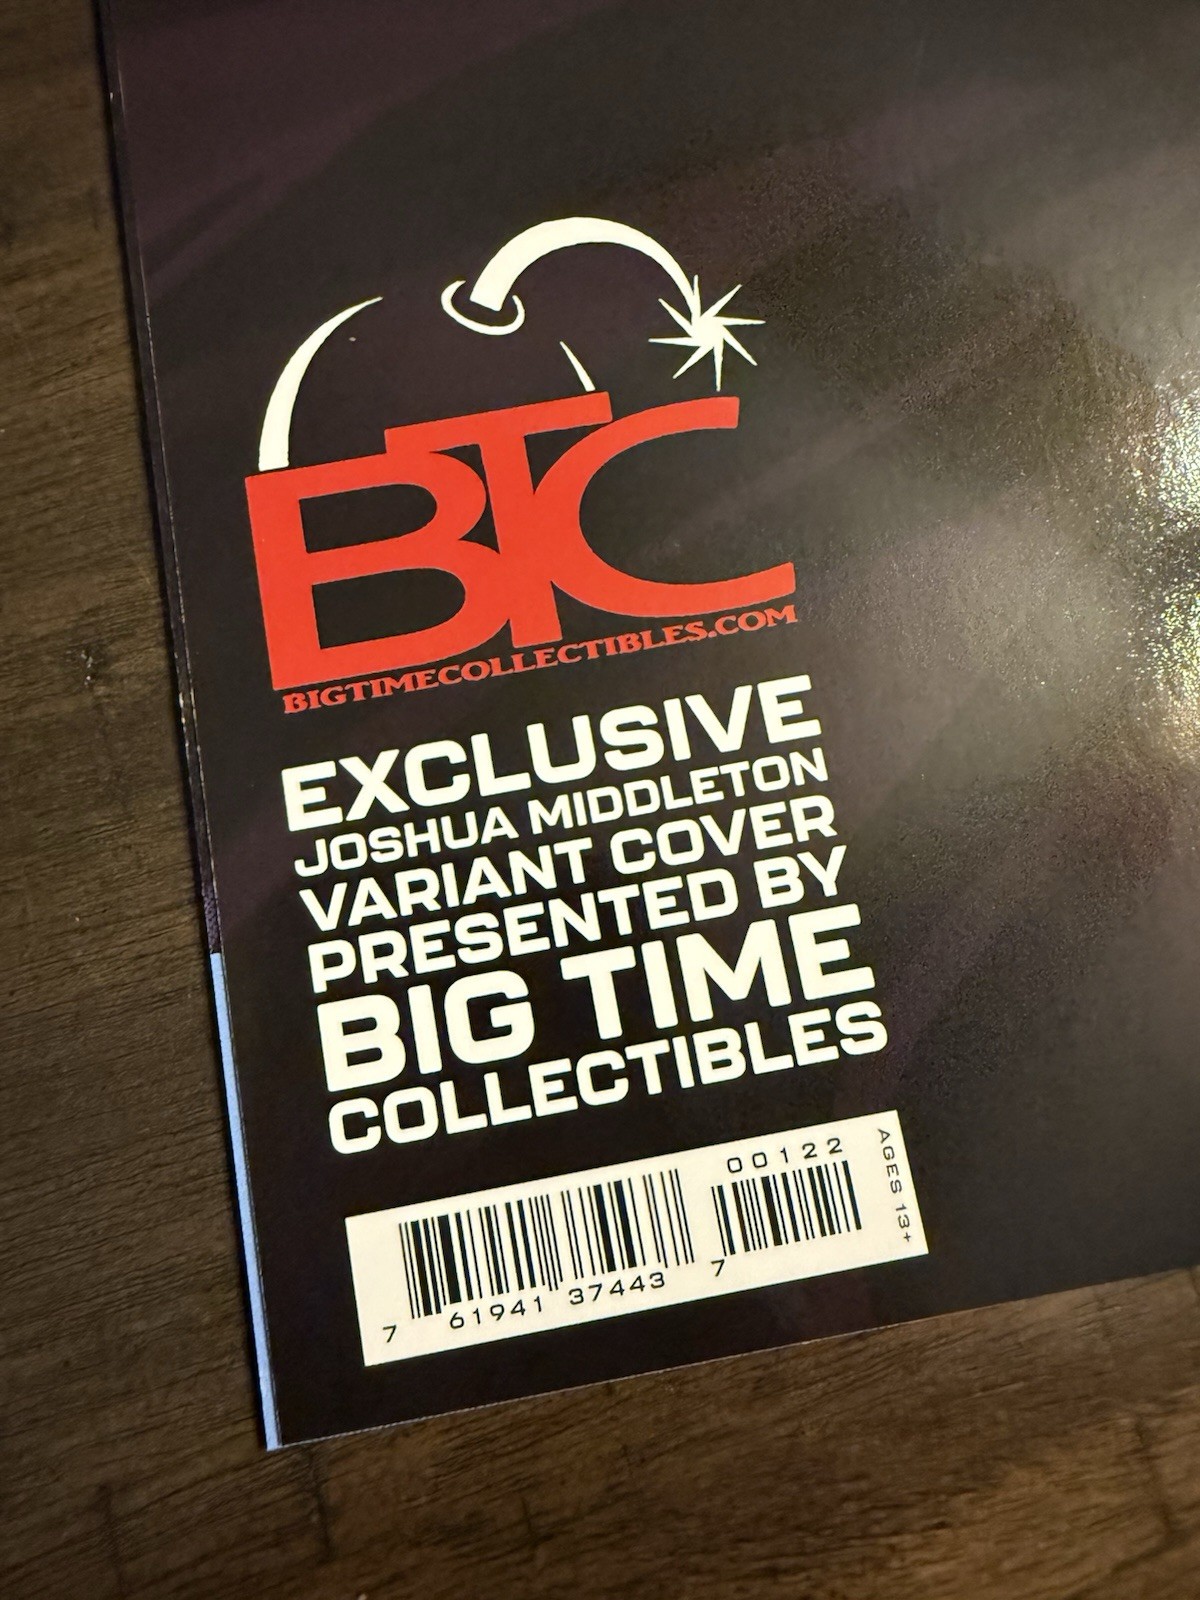 BTC
BIGTIMECOLLECTIBLES.COM
EXCLUSIVE
JOSHUA MIDDLETON
VARIANT COVER
PRESENTED BY
BIG TIME
COLLECTIBLES
00122
AGES 13+
7 61941 37443 7